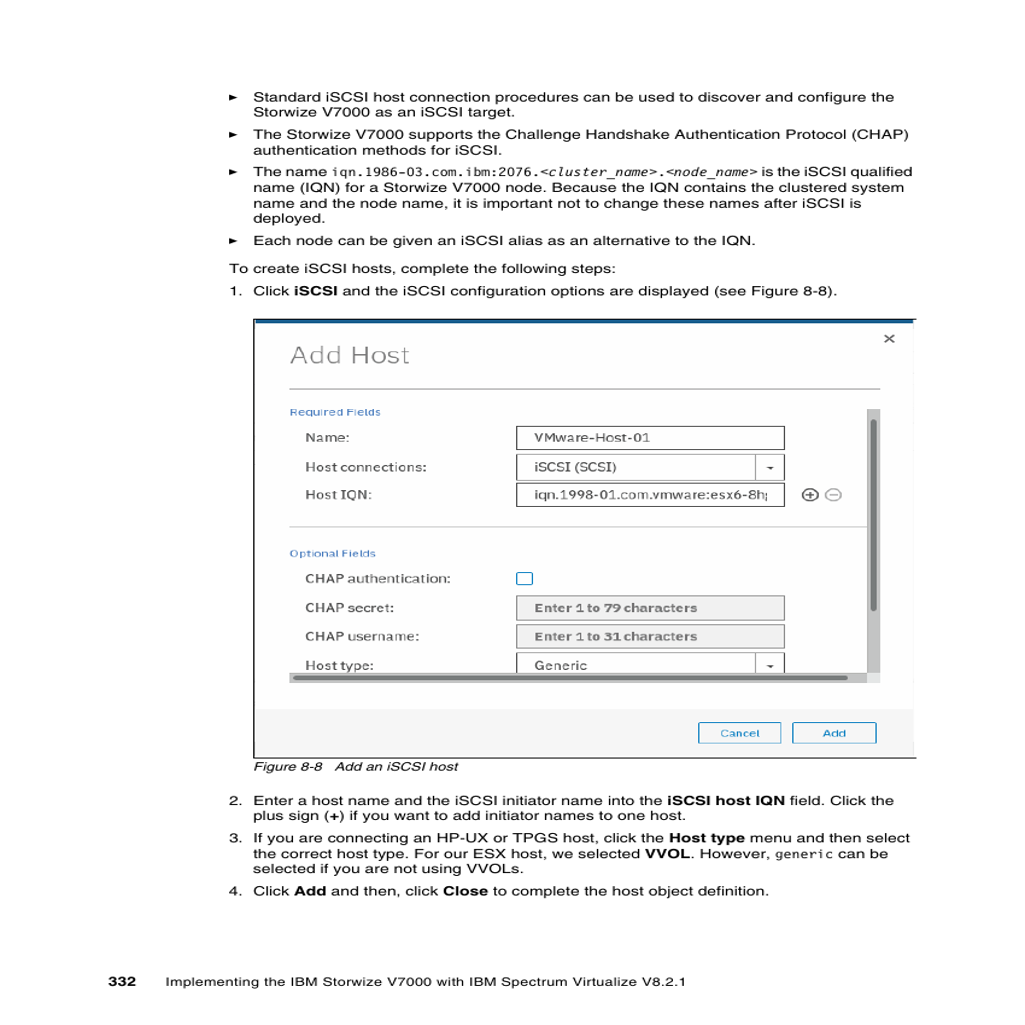 ► Standard iSCSI host connection procedures can be used to discover and configure the
Storwize V7000 as an iSCSI target.
► The Storwize V7000 supports the Challenge Handshake Authentication Protocol (CHAP)
authentication methods for iSCSI.
► The name iqn.1986-03.com.ibm:2076.<cluster_name>.<node_name> is the iSCSI qualified
name (IQN) for a Storwize V7000 node. Because the IQN contains the clustered system
name and the node name, it is important not to change these names after iSCSI is
deployed.
► Each node can be given an iSCSI alias as an alternative to the IQN.
To create iSCSI hosts, complete the following steps:
1. Click iSCSI and the iSCSI configuration options are displayed (see Figure 8-8).
Add Host
Required Fields
Name: VMware-Host-01
Host connections: iSCSI (SCSI)
Host IQN: iqn.1998-01.com.vmware:esx6-8h
Optional Fields
CHAP authentication:
CHAP secret: Enter 1 to 79 characters
CHAP username: Enter 1 to 31 characters
Host type: Generic
Cancel Add
Figure 8-8 Add an iSCSI host
2. Enter a host name and the iSCSI initiator name into the iSCSI host IQN field. Click the
plus sign (+) if you want to add initiator names to one host.
3. If you are connecting an HP-UX or TPGS host, click the Host type menu and then select
the correct host type. For our ESX host, we selected VVOL. However, generic can be
selected if you are not using VVOLs.
4. Click Add and then, click Close to complete the host object definition.
332 Implementing the IBM Storwize V7000 with IBM Spectrum Virtualize V8.2.1